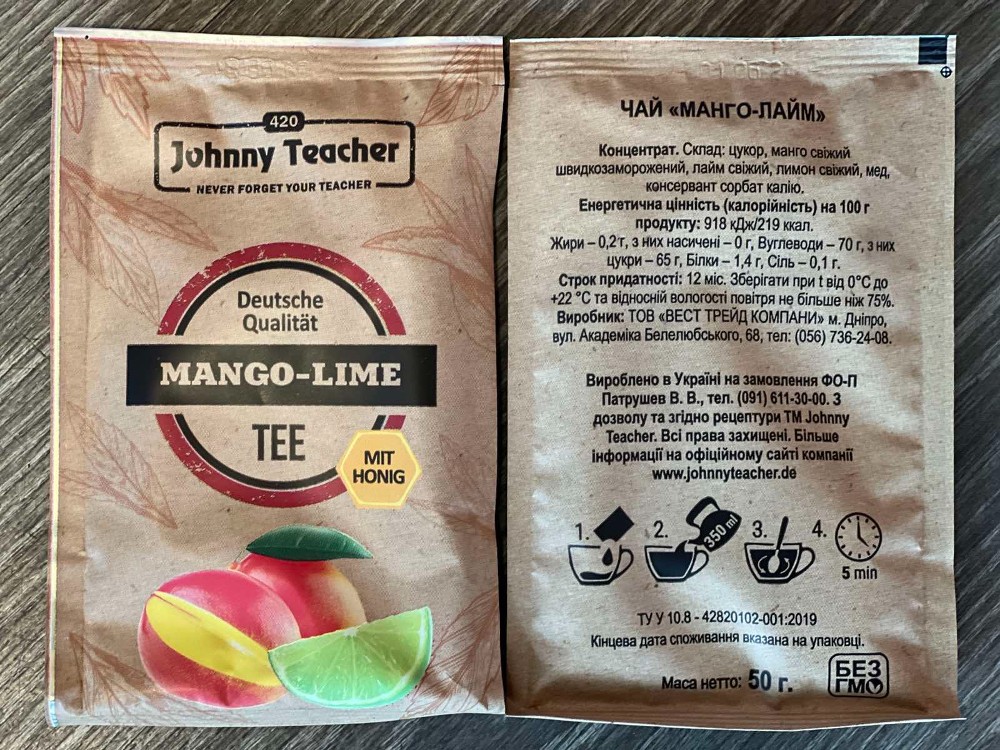 420
Johnny Teacher
NEVER FORGET YOUR TEACHER
Deutsche
Qualität
MANGO-LIME
TEE
MIT
HONIG
ЧАЙ «МАНГО-ЛАЙМ»
Концентрат. Склад: цукор, манго свіжий
швидкозаморожений, лайм свіжий, лимон свіжий, мед,
консервант сорбат калію.
Енергетична цінність (калорійність) на 100 г
продукту: 918 кДж/219 ккал.
Жири – 0,2 г, з них насичені – 0 г, Вуглеводи – 70 г, з них
цукри – 65 г, Білки – 1,4 г, Сіль – 0,1 г.
Строк придатності: 12 міс. Зберігати при t від 0°C до
+22 °C та відносній вологості повітря не більше ніж 75%.
Виробник: ТОВ «ВЕСТ ТРЕЙД КОМПАНИ» м. Дніпро,
вул. Академіка Белелюбського, 68, тел: (056) 736-24-08.
Вироблено в Україні на замовлення ФО-П
Патрушев В. В., тел. (091) 611-30-00. З
дозволу та згідно рецептури ТМ Johnny
Teacher. Всі права захищені. Більше
інформації на офіційному сайті компанії
www.johnnyteacher.de
1. 2. 3. 4.
350 ml
5 min
ТУ У 10.8 - 42820102-001:2019
Кінцева дата споживання вказана на упаковці.
Маса нетто: 50 г.
БЕЗ
ГМО